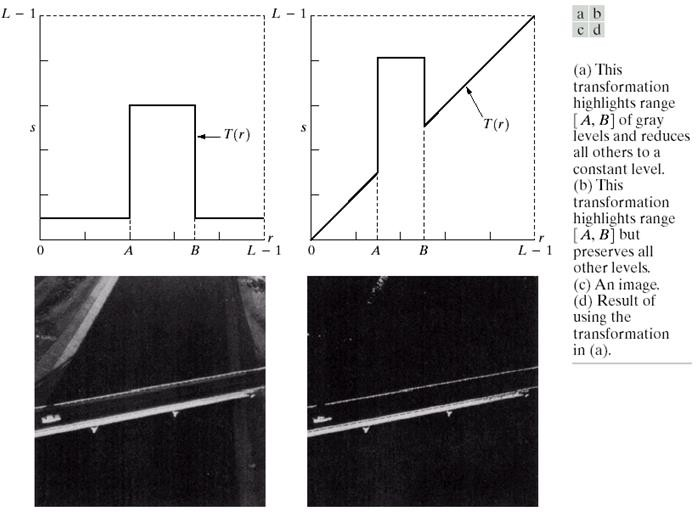 L – 1
s
T(r)
0
A
B
r
L – 1
L – 1
s
T(r)
0
A
B
r
L – 1
a b
c d
(a) This
transformation
highlights range
[A, B] of gray
levels and reduces
all others to a
constant level.
(b) This
transformation
highlights range
[A, B] but
preserves all
other levels.
(c) An image.
(d) Result of
using the
transformation
in (a).